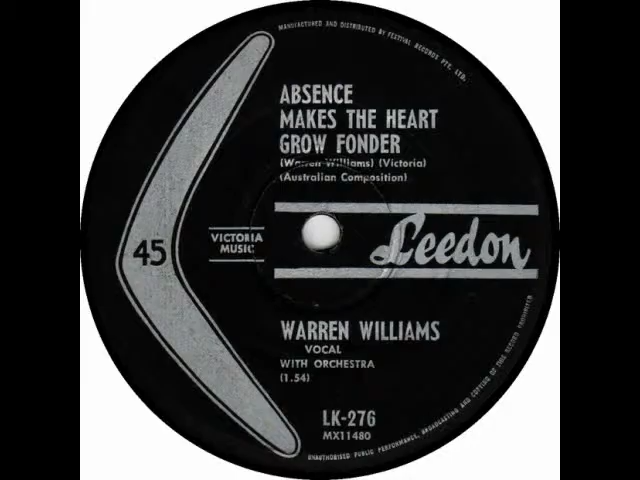 MANUFACTURED AND DISTRIBUTED BY FESTIVAL RECORDS PTY. LTD.
ABSENCE
MAKES THE HEART
GROW FONDER
(Warren Williams) (Victoria)
(Australian Composition)
45
VICTORIA
MUSIC
Leedon
WARREN WILLIAMS
VOCAL
WITH ORCHESTRA
(1.54)
LK-276
MX11480
UNAUTHORISED PUBLIC PERFORMANCE, BROADCASTING AND COPYING OF THIS RECORD PROHIBITED